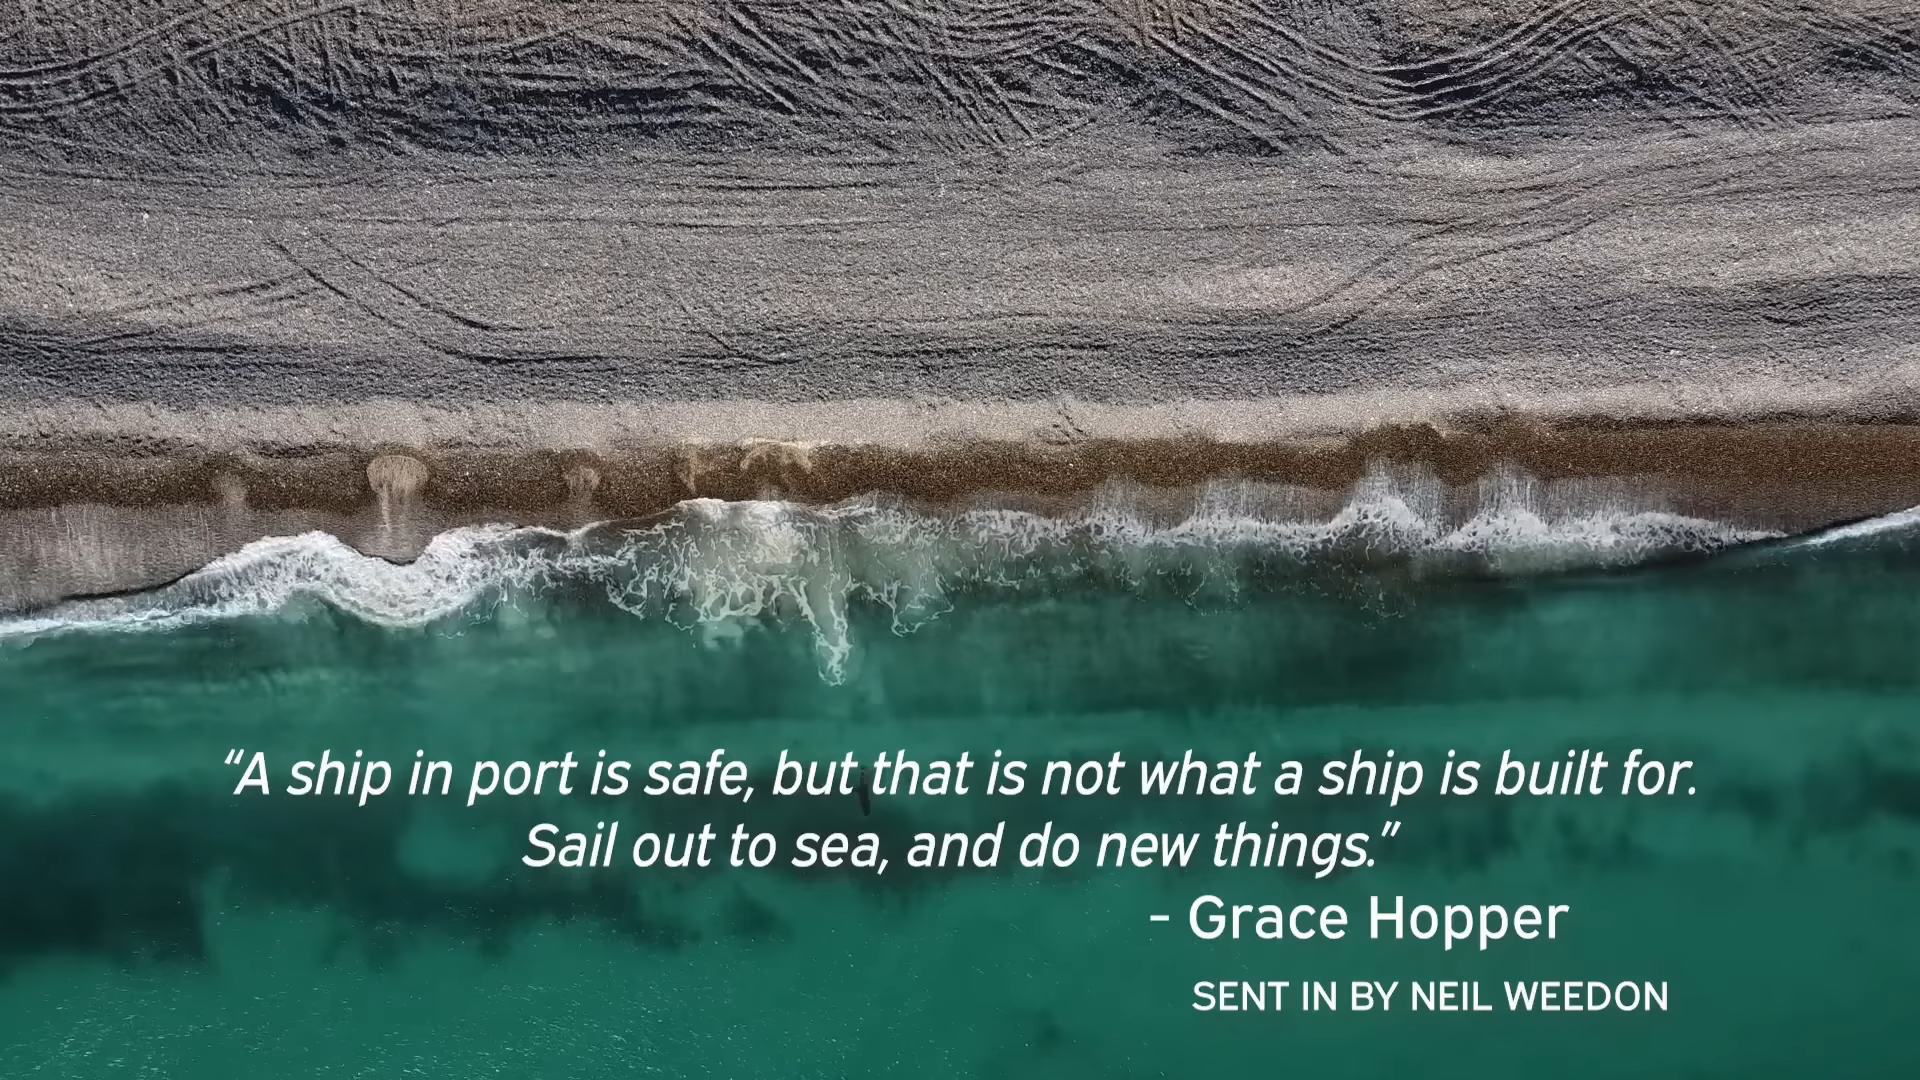 “A ship in port is safe, but that is not what a ship is built for.
Sail out to sea, and do new things.”
- Grace Hopper
SENT IN BY NEIL WEEDON